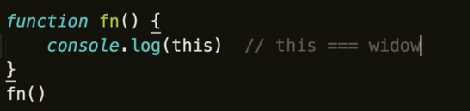 function fn() {
    console.log(this)  // this === widow
}
fn()